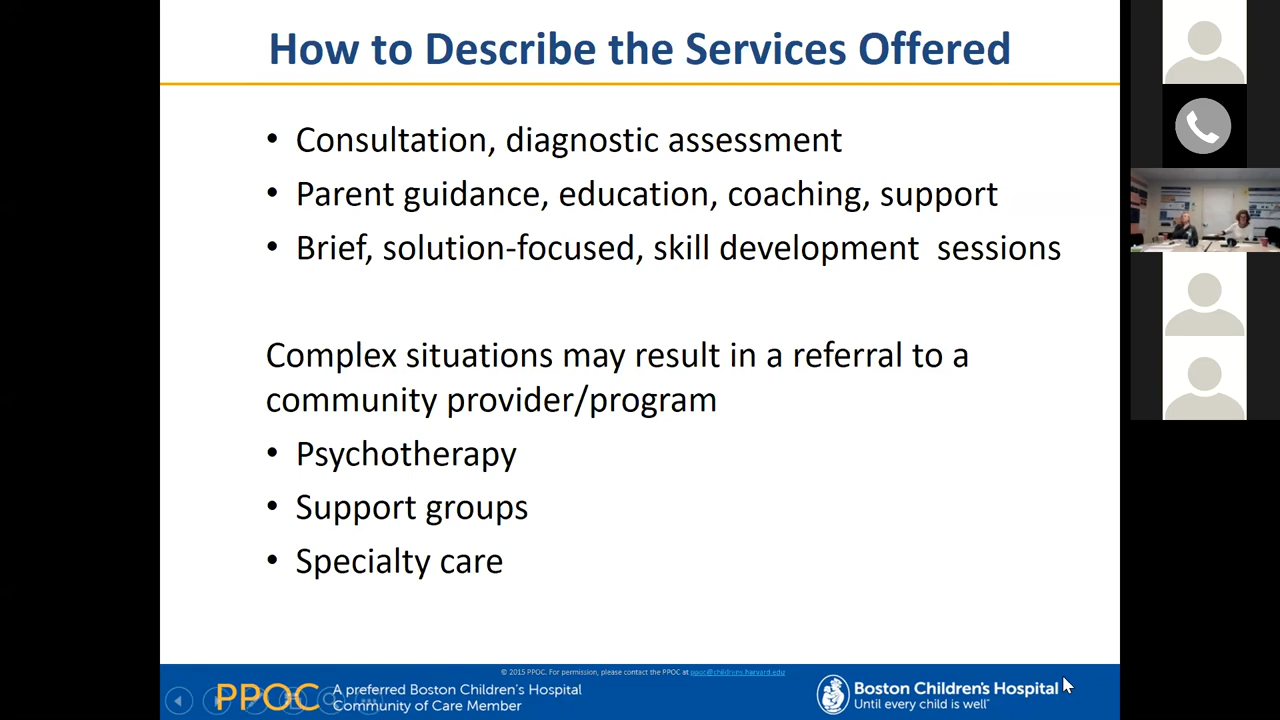 How to Describe the Services Offered
• Consultation, diagnostic assessment
• Parent guidance, education, coaching, support
• Brief, solution-focused, skill development sessions
Complex situations may result in a referral to a
community provider/program
• Psychotherapy
• Support groups
• Specialty care
© 2015 PPOC. For permission, please contact the PPOC at ppoc@childrens.harvard.edu
PPOC
A preferred Boston Children's Hospital
Community of Care Member
Boston Children's Hospital
Until every child is well™